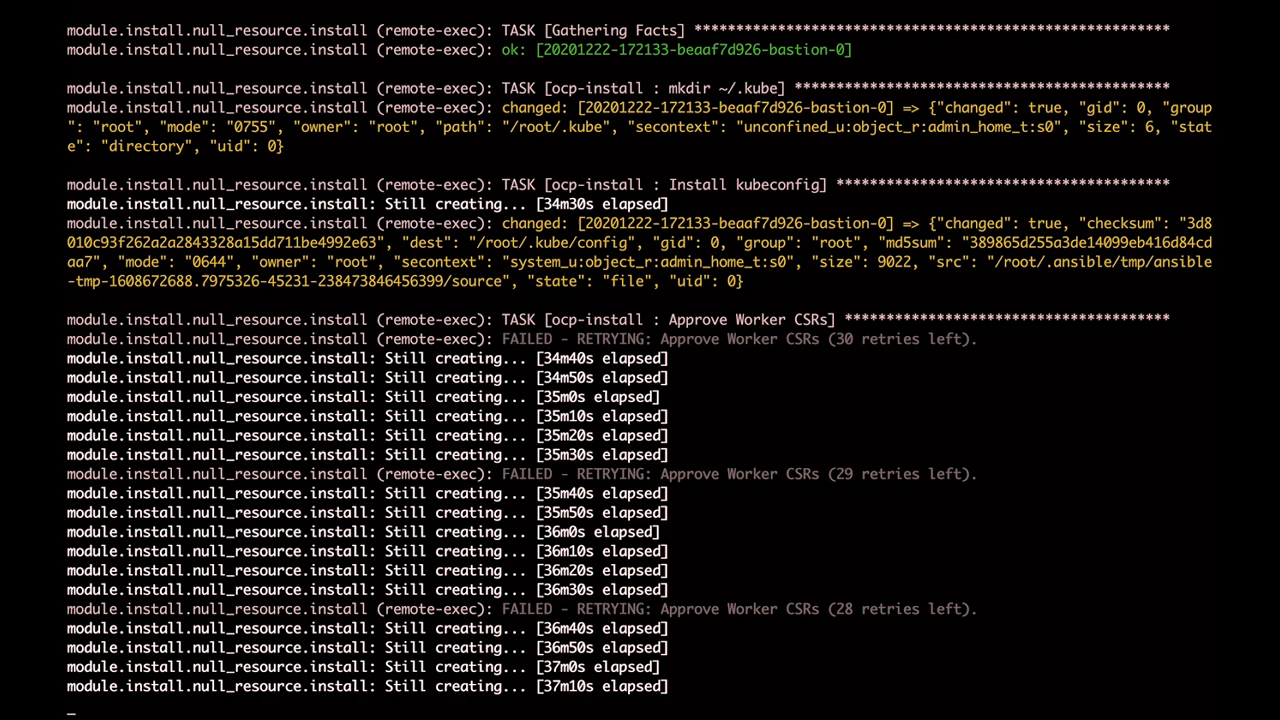 module.install.null_resource.install (remote-exec): TASK [Gathering Facts] ********************************************************
module.install.null_resource.install (remote-exec): ok: [20201222-172133-beaaf7d926-bastion-0]
module.install.null_resource.install (remote-exec): TASK [ocp-install : mkdir ~/.kube] ********************************************
module.install.null_resource.install (remote-exec): changed: [20201222-172133-beaaf7d926-bastion-0] => {"changed": true, "gid": 0, "group
": "root", "mode": "0755", "owner": "root", "path": "/root/.kube", "secontext": "unconfined_u:object_r:admin_home_t:s0", "size": 6, "stat
e": "directory", "uid": 0}
module.install.null_resource.install (remote-exec): TASK [ocp-install : Install kubeconfig] ***************************************
module.install.null_resource.install: Still creating... [34m30s elapsed]
module.install.null_resource.install (remote-exec): changed: [20201222-172133-beaaf7d926-bastion-0] => {"changed": true, "checksum": "3d8
010c93f262a2a2843328a15dd711be4992e63", "dest": "/root/.kube/config", "gid": 0, "group": "root", "md5sum": "389865d255a3de14099eb416d84cd
aa7", "mode": "0644", "owner": "root", "secontext": "system_u:object_r:admin_home_t:s0", "size": 9022, "src": "/root/.ansible/tmp/ansible
-tmp-1608672688.7975326-45231-238473846456399/source", "state": "file", "uid": 0}
module.install.null_resource.install (remote-exec): TASK [ocp-install : Approve Worker CSRs] **************************************
module.install.null_resource.install (remote-exec): FAILED - RETRYING: Approve Worker CSRs (30 retries left).
module.install.null_resource.install: Still creating... [34m40s elapsed]
module.install.null_resource.install: Still creating... [34m50s elapsed]
module.install.null_resource.install: Still creating... [35m0s elapsed]
module.install.null_resource.install: Still creating... [35m10s elapsed]
module.install.null_resource.install: Still creating... [35m20s elapsed]
module.install.null_resource.install: Still creating... [35m30s elapsed]
module.install.null_resource.install (remote-exec): FAILED - RETRYING: Approve Worker CSRs (29 retries left).
module.install.null_resource.install: Still creating... [35m40s elapsed]
module.install.null_resource.install: Still creating... [35m50s elapsed]
module.install.null_resource.install: Still creating... [36m0s elapsed]
module.install.null_resource.install: Still creating... [36m10s elapsed]
module.install.null_resource.install: Still creating... [36m20s elapsed]
module.install.null_resource.install: Still creating... [36m30s elapsed]
module.install.null_resource.install (remote-exec): FAILED - RETRYING: Approve Worker CSRs (28 retries left).
module.install.null_resource.install: Still creating... [36m40s elapsed]
module.install.null_resource.install: Still creating... [36m50s elapsed]
module.install.null_resource.install: Still creating... [37m0s elapsed]
module.install.null_resource.install: Still creating... [37m10s elapsed]